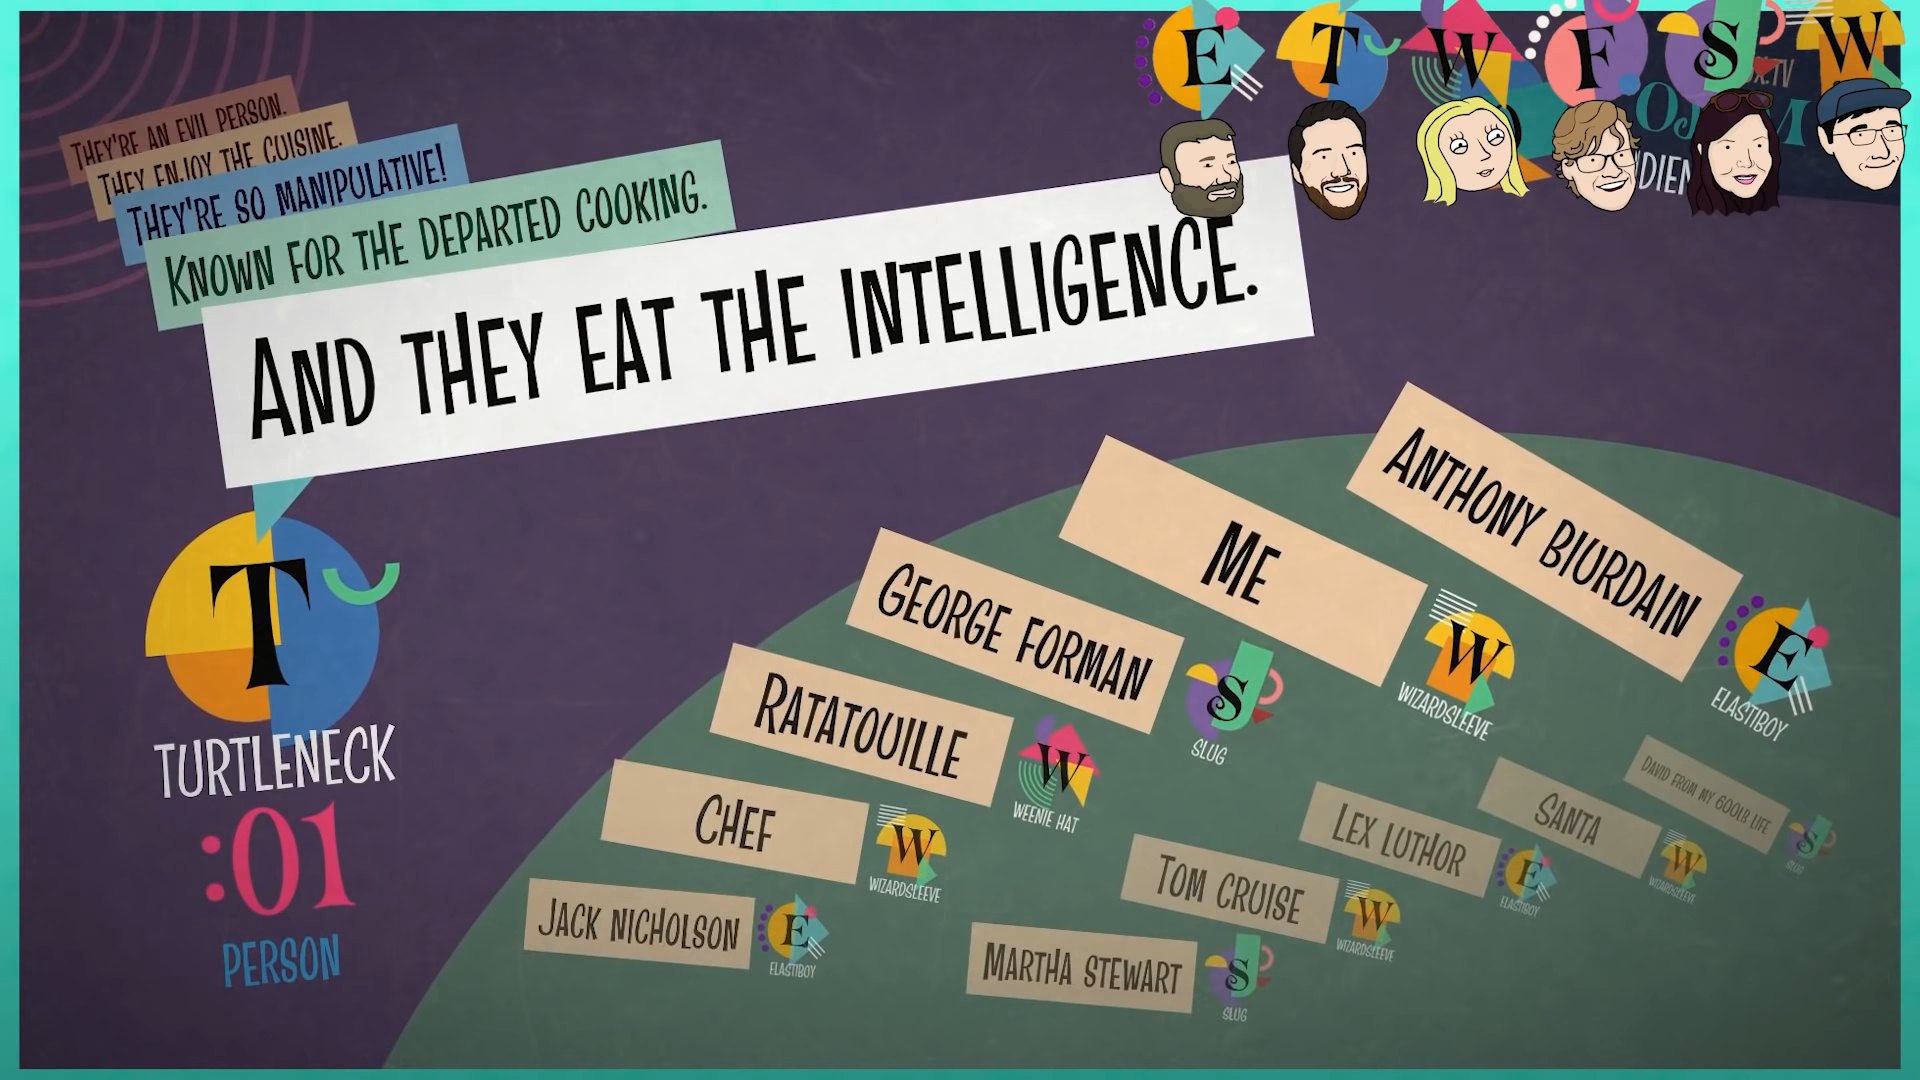 E T W F S W
X.TV
THEY'RE AN EVIL PERSON.
THEY ENJOY THE CUISINE.
THEY'RE SO MANIPULATIVE!
KNOWN FOR THE DEPARTED COOKING.
AND THEY EAT THE INTELLIGENCE.
T
TURTLENECK
:01
PERSON
ANTHONY BIURDAIN
E
ELASTIBOY
ME
W
WIZARDSLEEVE
GEORGE FORMAN
S
SLUG
RATATOUILLE
W
WEENIE HAT
CHEF
W
WIZARDSLEEVE
JACK NICHOLSON
E
ELASTIBOY
DAVID FROM MY 600LB LIFE
S
SLUG
SANTA
W
WIZARDSLEEVE
LEX LUTHOR
E
ELASTIBOY
TOM CRUISE
W
WIZARDSLEEVE
MARTHA STEWART
S
SLUG